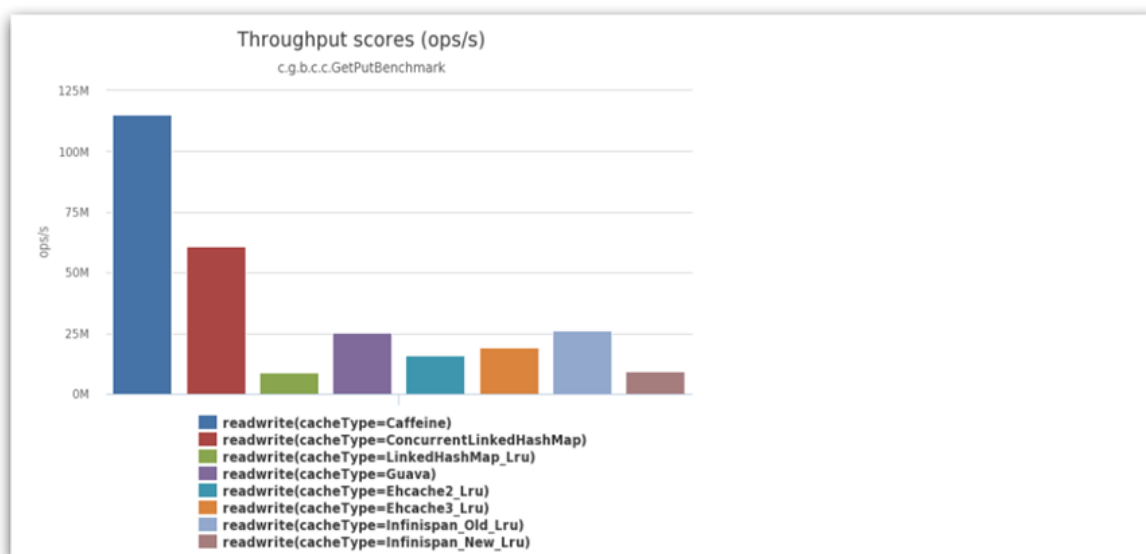 Throughput scores (ops/s)
c.g.b.c.c.GetPutBenchmark
125M
100M
75M
50M
25M
0M
ops/s
readwrite(cacheType=Caffeine)
readwrite(cacheType=ConcurrentLinkedHashMap)
readwrite(cacheType=LinkedHashMap_Lru)
readwrite(cacheType=Guava)
readwrite(cacheType=Ehcache2_Lru)
readwrite(cacheType=Ehcache3_Lru)
readwrite(cacheType=Infinispan_Old_Lru)
readwrite(cacheType=Infinispan_New_Lru)